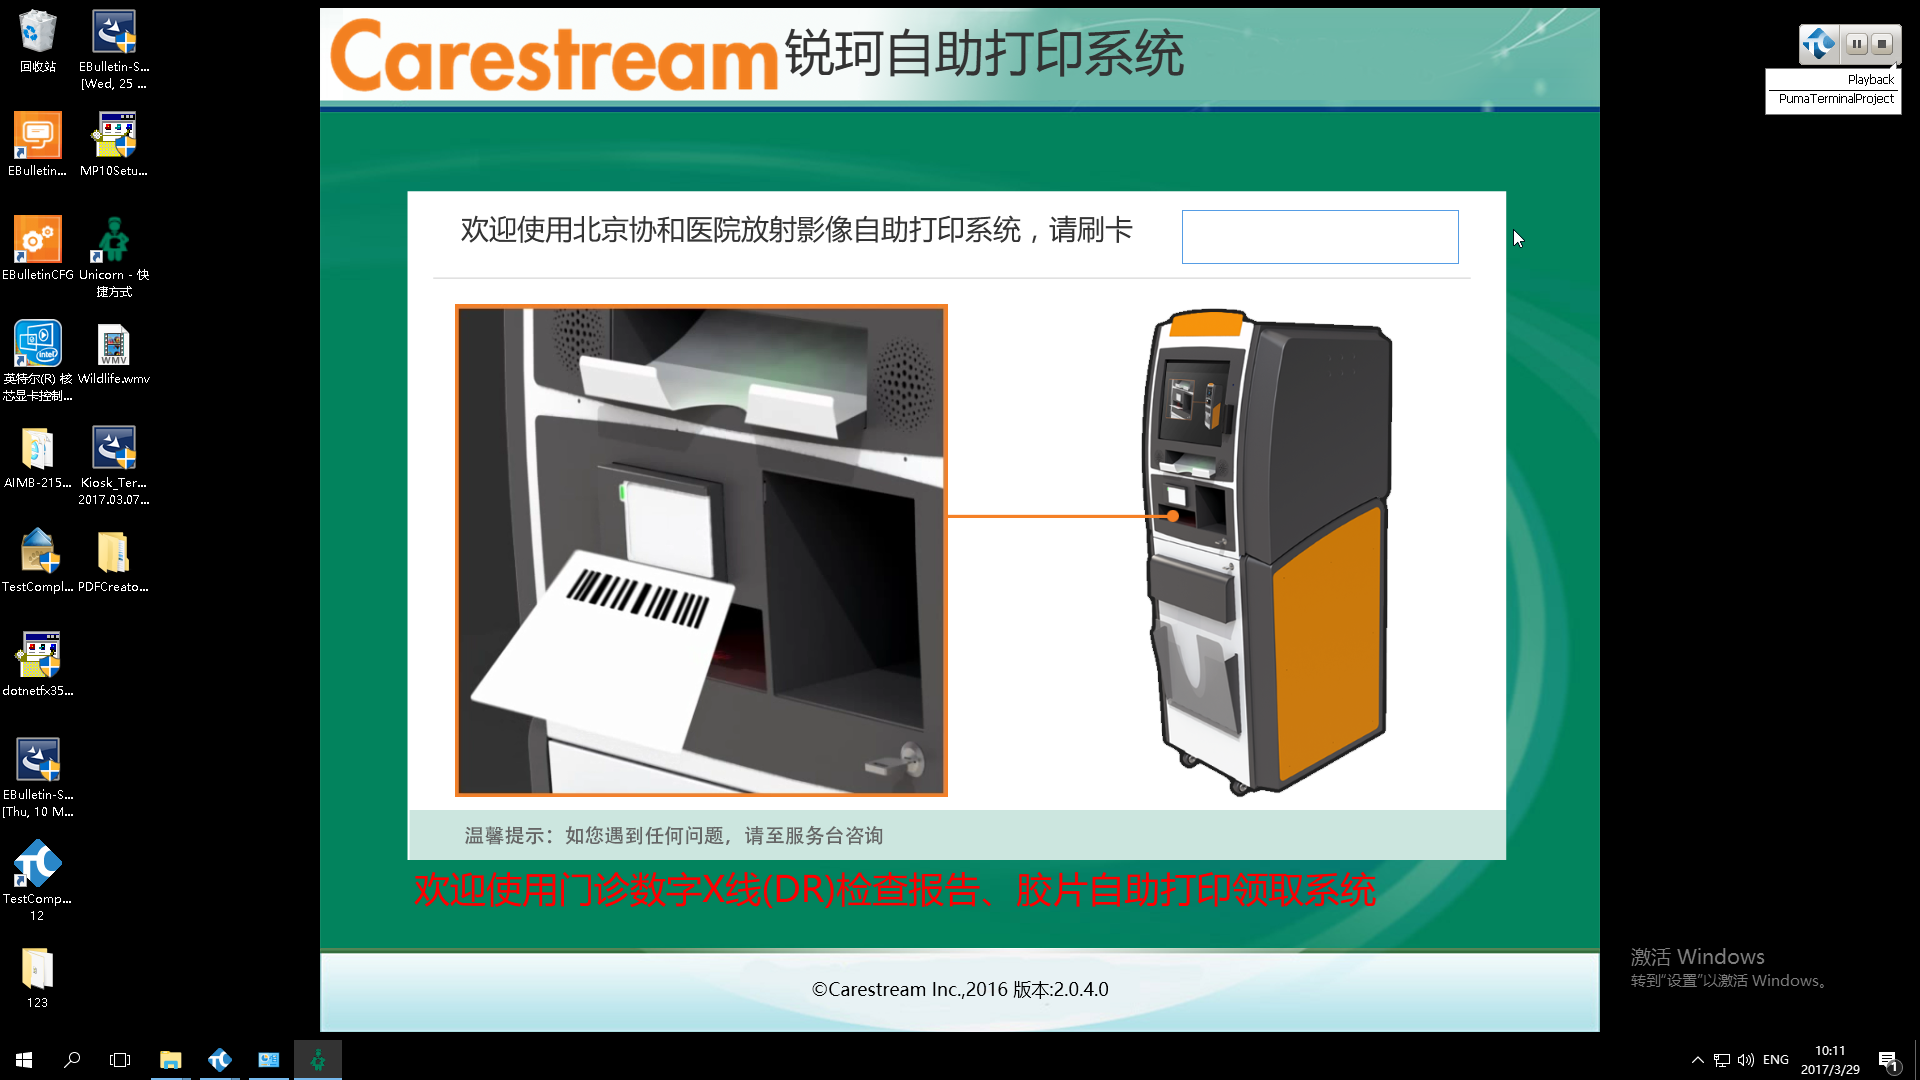 Carestream 锐珂自助打印系统
欢迎使用北京协和医院放射影像自助打印系统，请刷卡
温馨提示：如您遇到任何问题，请至服务台咨询
欢迎使用门诊数字X线(DR)检查报告、胶片自助打印领取系统
©Carestream Inc.,2016 版本:2.0.4.0
回收站
EBulletin-S...
[Wed, 25 ...
EBulletin...
MP10Setu...
EBulletinCFG
Unicorn - 快
捷方式
英特尔(R) 核
芯显卡控制...
WMV
Wildlife.wmv
AIMB-215...
Kiosk_Ter...
2017.03.07...
TestCompl...
PDFCreato...
dotnetfx35...
EBulletin-S...
[Thu, 10 M...
TestComp...
12
123
Playback
PumaTerminalProject
激活 Windows
转到"设置"以激活 Windows。
ENG
10:11
2017/3/29
1